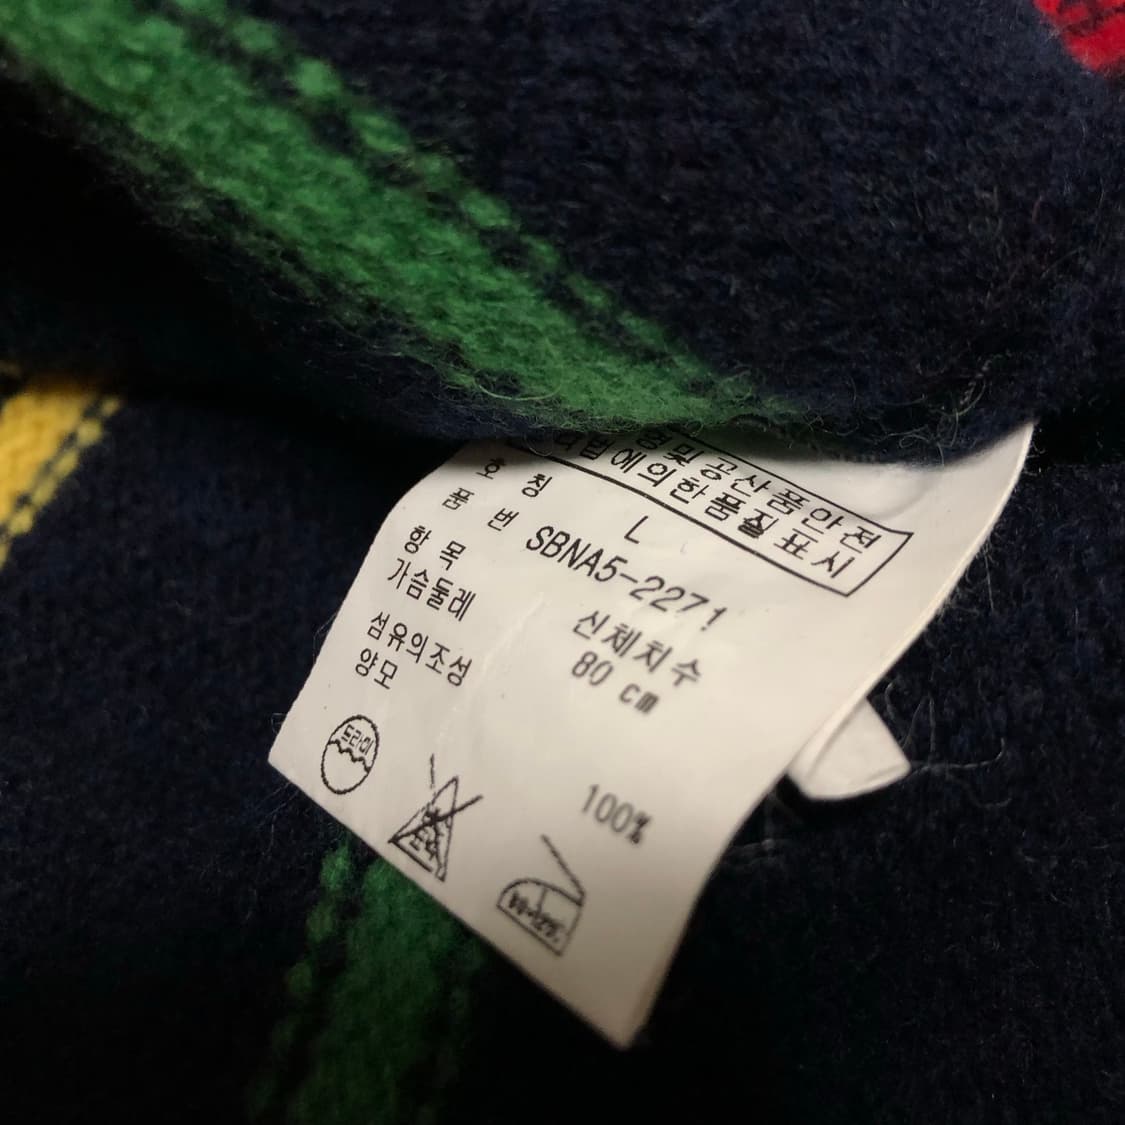 명및공산품안전
리법에의한품질표시
호 칭 L
품 번 SBNA5-2271
항 목 신체치수
가슴둘레 80 cm
섬유의조성
양모 100%
드라이